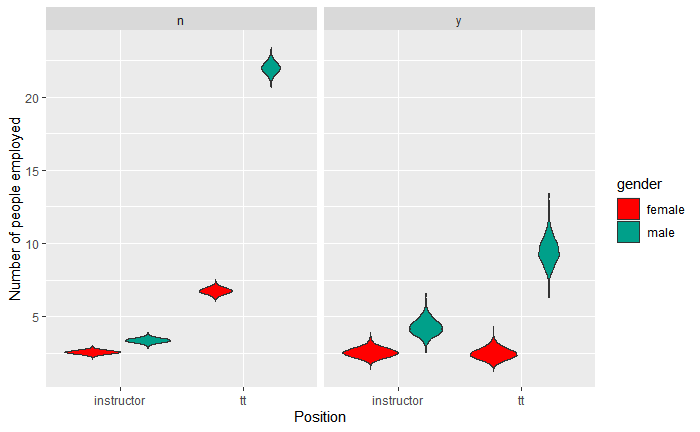 n
y
Number of people employed
20
15
10
5
instructor
tt
instructor
tt
Position
gender
female
male